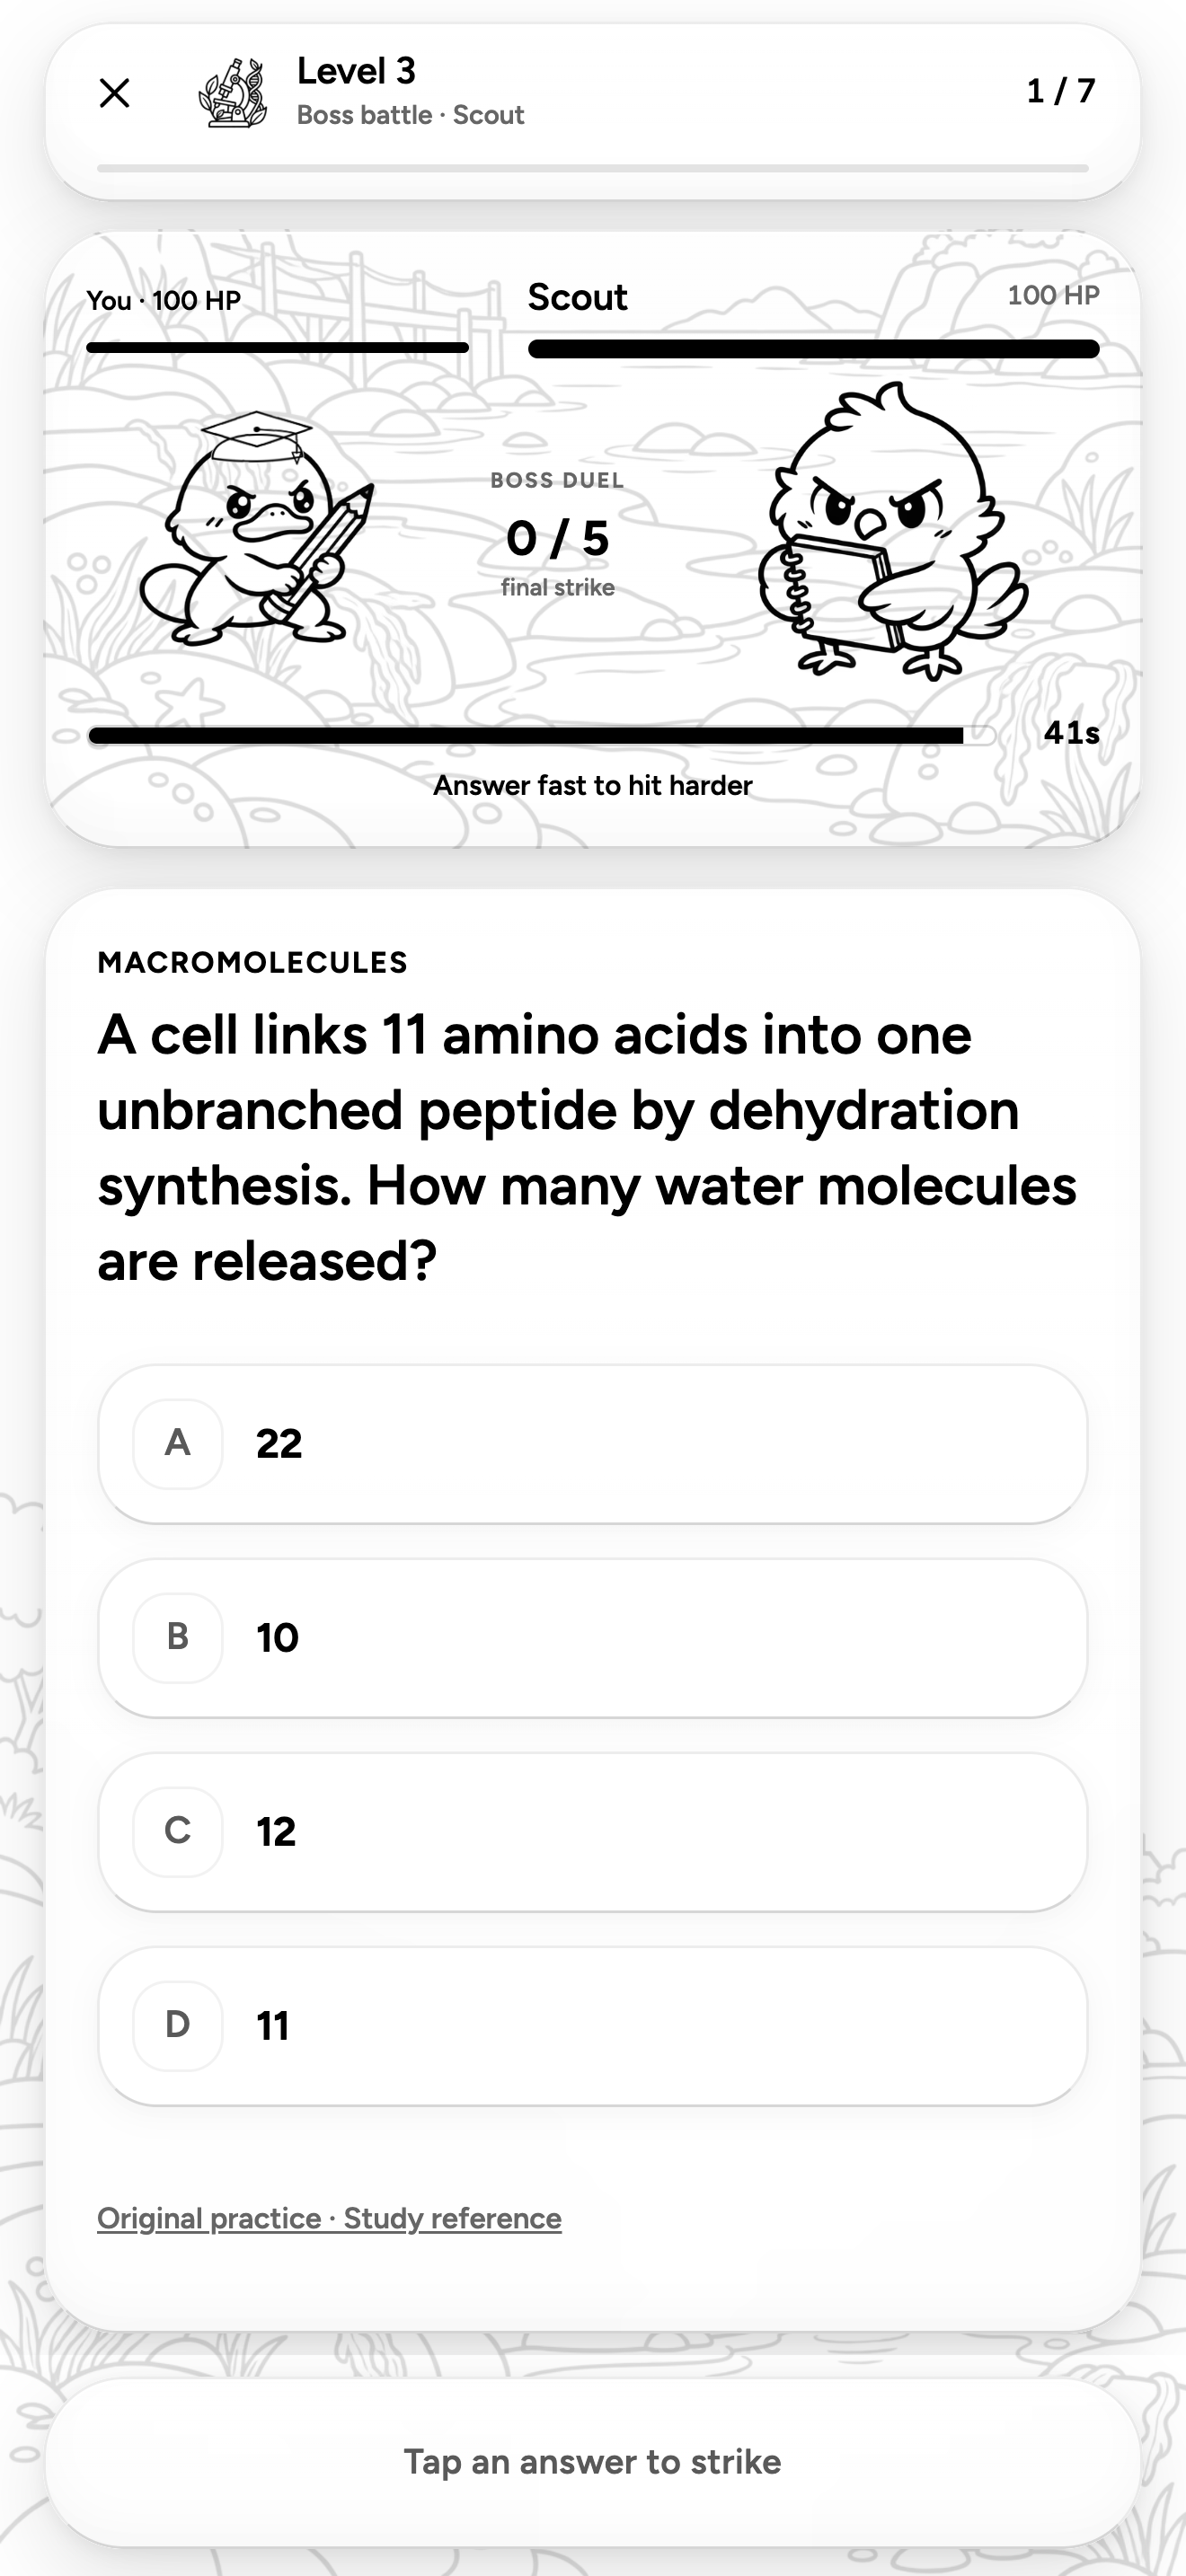 Level 3
Boss battle · Scout
1 / 7
You · 100 HP
Scout
100 HP
BOSS DUEL
0 / 5
final strike
41s
Answer fast to hit harder
MACROMOLECULES
A cell links 11 amino acids into one
unbranched peptide by dehydration
synthesis. How many water molecules
are released?
A 22
B 10
C 12
D 11
Original practice · Study reference
Tap an answer to strike